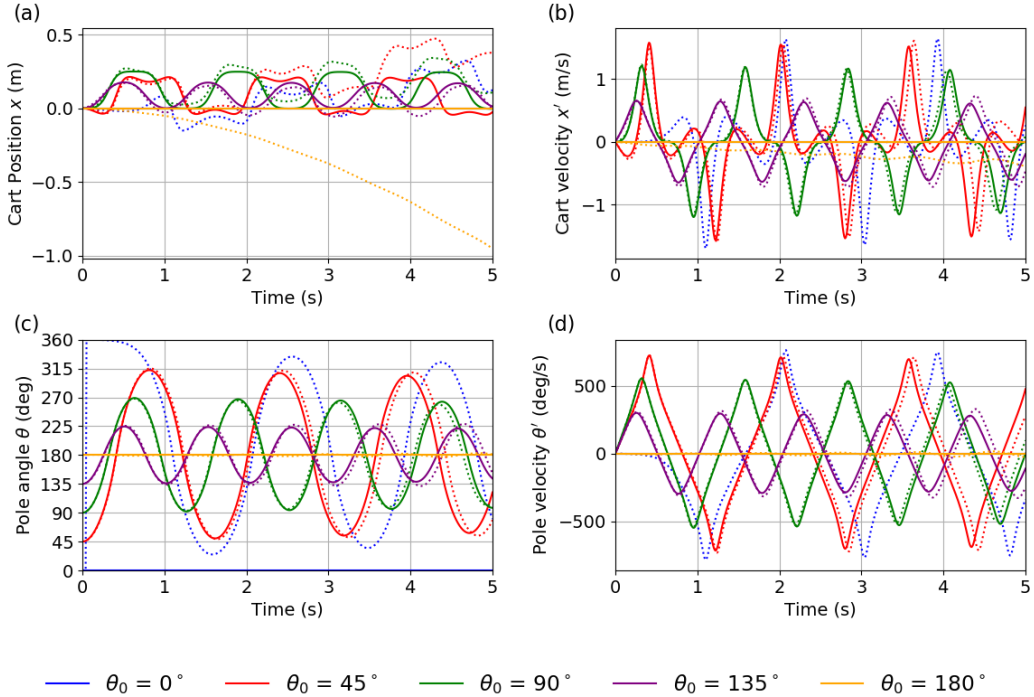 (a)
Cart Position x (m)
0.5
0.0
−0.5
−1.0
0 1 2 3 4 5
Time (s)
(b)
Cart velocity x′ (m/s)
1
0
−1
0 1 2 3 4 5
Time (s)
(c)
Pole angle θ (deg)
360
315
270
225
180
135
90
45
0
0 1 2 3 4 5
Time (s)
(d)
Pole velocity θ′ (deg/s)
500
0
−500
0 1 2 3 4 5
Time (s)
θ₀ = 0° θ₀ = 45° θ₀ = 90° θ₀ = 135° θ₀ = 180°